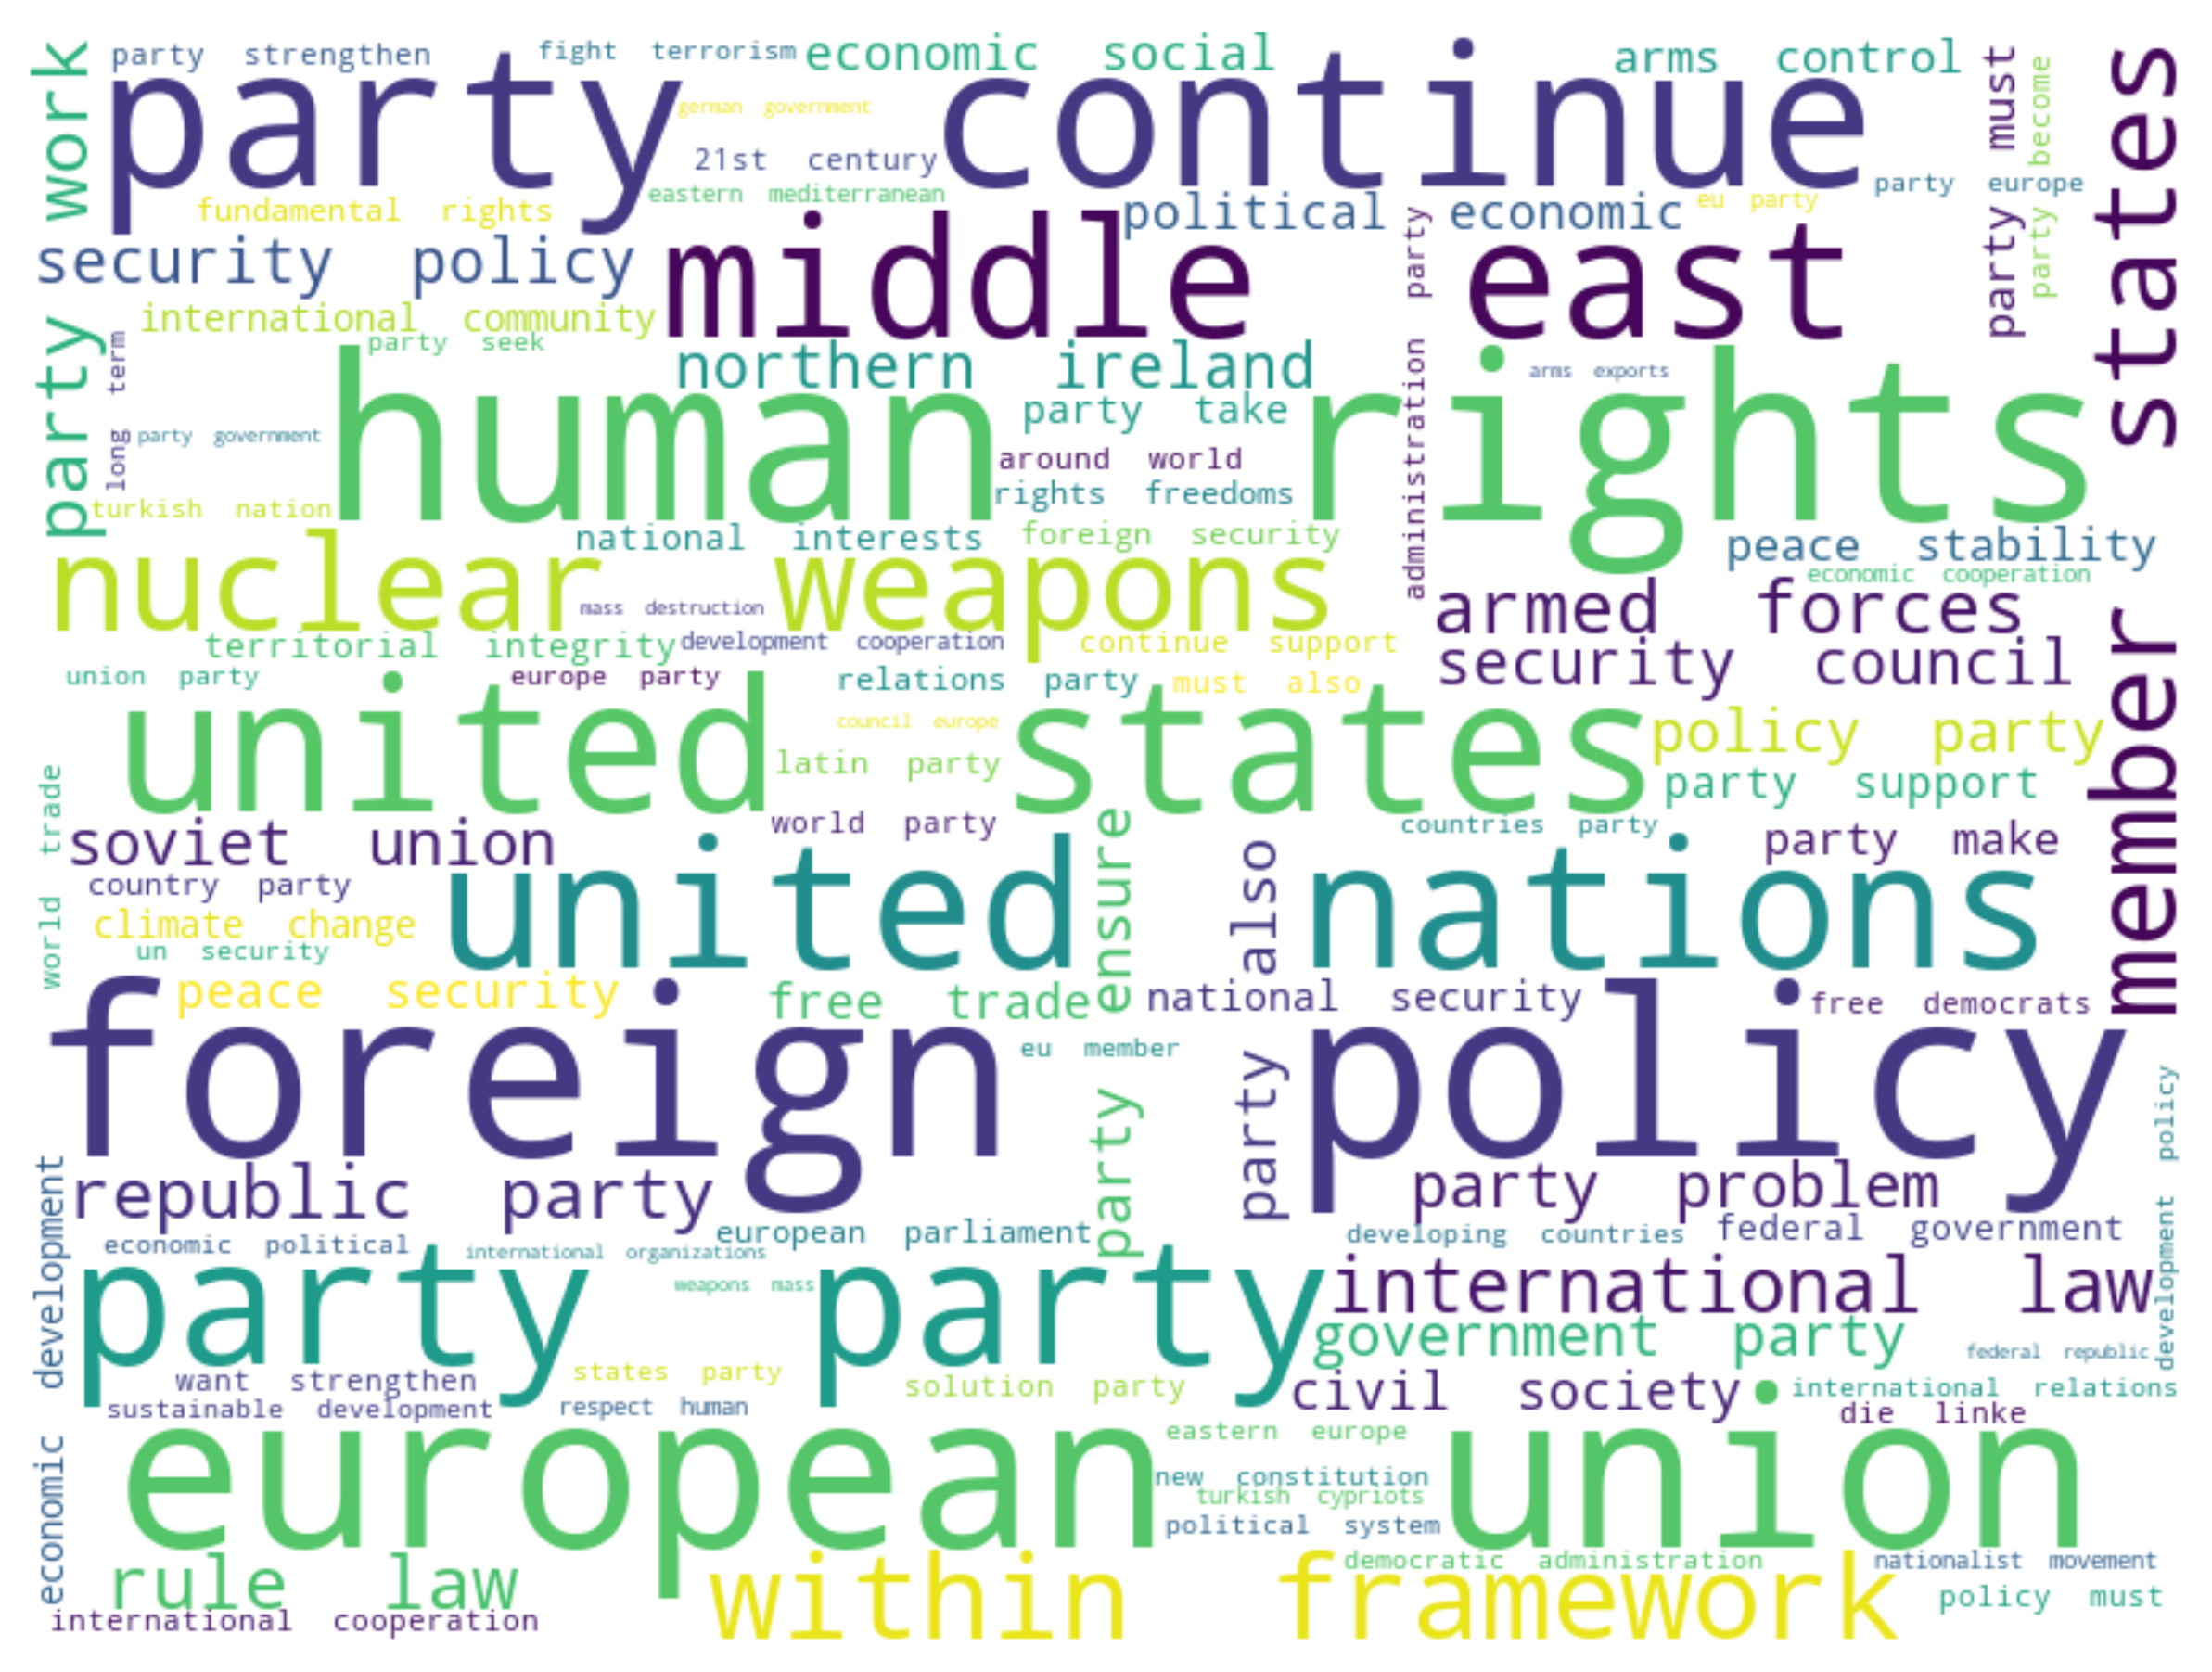 party work
party strengthen
fight terrorism
economic social
arms control
party must
party become
member states
party continue
german government
21st century
eastern mediterranean
fundamental rights
political economic
eu party
party europe
security policy
middle east
administration party
international community
party seek
long term
northern ireland
arms exports
human rights
party take
party government
around world
rights freedoms
turkish nation
national interests
foreign security
peace stability
economic cooperation
nuclear weapons
mass destruction
armed forces
territorial integrity
development cooperation
continue support
security council
union party
europe party
relations party
must also
united states
council europe
policy party
latin party
party support
world trade
soviet union
world party
party ensure
countries party
party make
party also
country party
united nations
climate change
un security
peace security
free trade
national security
free democrats
foreign policy
eu member
development policy
republic party
party problem
european parliament
developing countries
federal government
economic development
economic political
international organizations
party party
weapons mass
international law
government party
federal republic
want strengthen
states party
solution party
civil society
international relations
sustainable development
respect human
die linke
european union
eastern europe
new constitution
turkish cypriots
political system
rule law
within framework
democratic administration
nationalist movement
policy must
international cooperation